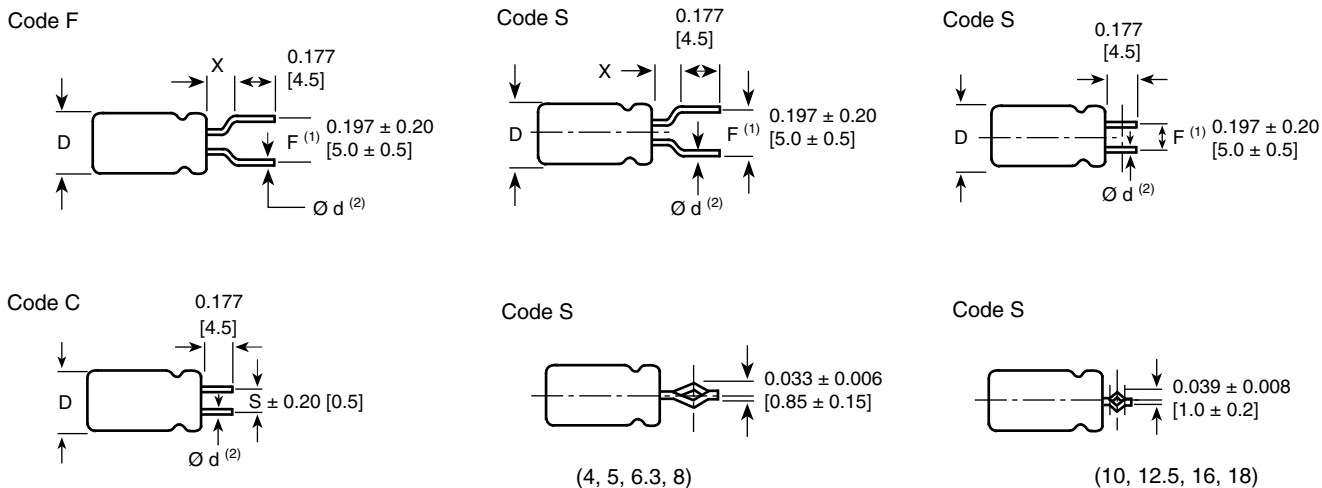 Code F
X
0.177
[4.5]
D
F (1)
0.197 ± 0.20
[5.0 ± 0.5]
Ø d (2)
Code S
0.177
[4.5]
X
D
F (1)
0.197 ± 0.20
[5.0 ± 0.5]
Ø d (2)
Code S
0.177
[4.5]
D
F (1)
0.197 ± 0.20
[5.0 ± 0.5]
Ø d (2)
Code C
0.177
[4.5]
D
S ± 0.20 [0.5]
Ø d (2)
Code S
0.033 ± 0.006
[0.85 ± 0.15]
(4, 5, 6.3, 8)
Code S
0.039 ± 0.008
[1.0 ± 0.2]
(10, 12.5, 16, 18)